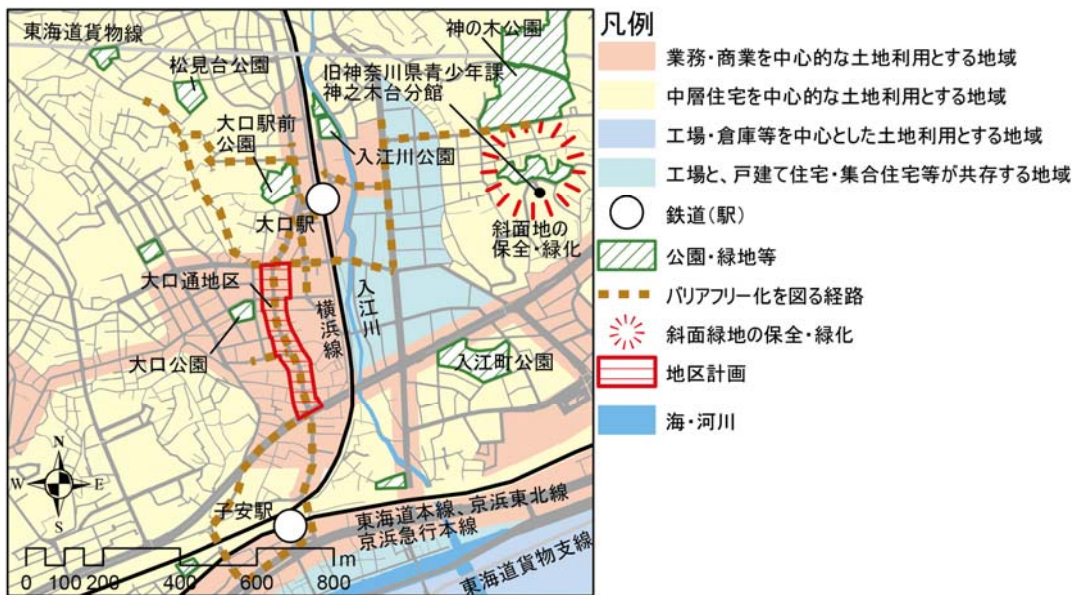 東海道貨物線
松見台公園
神の木公園
旧神奈川県青少年課
神之木台分館
大口駅前
公園
入江川公園
大口駅
斜面地の
保全・緑化
大口通地区
横浜線
入江川
大口公園
入江町公園
N
W
E
S
子安駅
東海道本線、京浜東北線
京浜急行本線
東海道貨物支線
0 100 200 400 600 800
m
凡例
業務・商業を中心的な土地利用とする地域
中層住宅を中心的な土地利用とする地域
工場・倉庫等を中心とした土地利用とする地域
工場と、戸建て住宅・集合住宅等が共存する地域
鉄道(駅)
公園・緑地等
バリアフリー化を図る経路
斜面緑地の保全・緑化
地区計画
海・河川